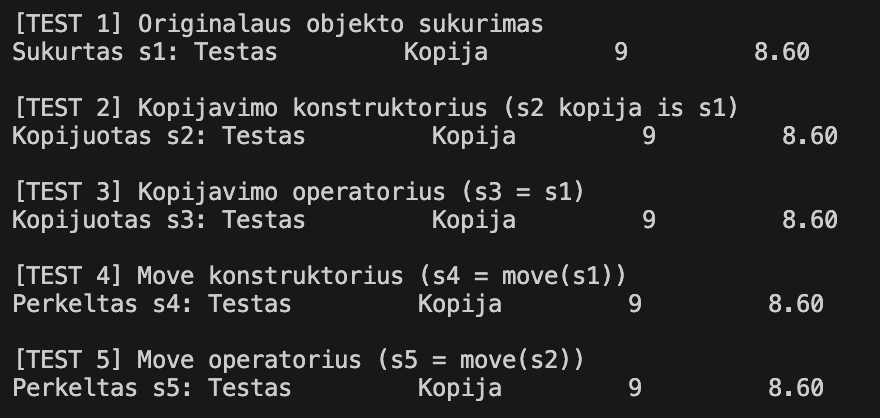 [TEST 1] Originalaus objekto sukurimas
Sukurtas s1: Testas        Kopija         9         8.60
[TEST 2] Kopijavimo konstruktorius (s2 kopija is s1)
Kopijuotas s2: Testas         Kopija         9         8.60
[TEST 3] Kopijavimo operatorius (s3 = s1)
Kopijuotas s3: Testas         Kopija         9         8.60
[TEST 4] Move konstruktorius (s4 = move(s1))
Perkeltas s4: Testas         Kopija         9         8.60
[TEST 5] Move operatorius (s5 = move(s2))
Perkeltas s5: Testas         Kopija         9         8.60